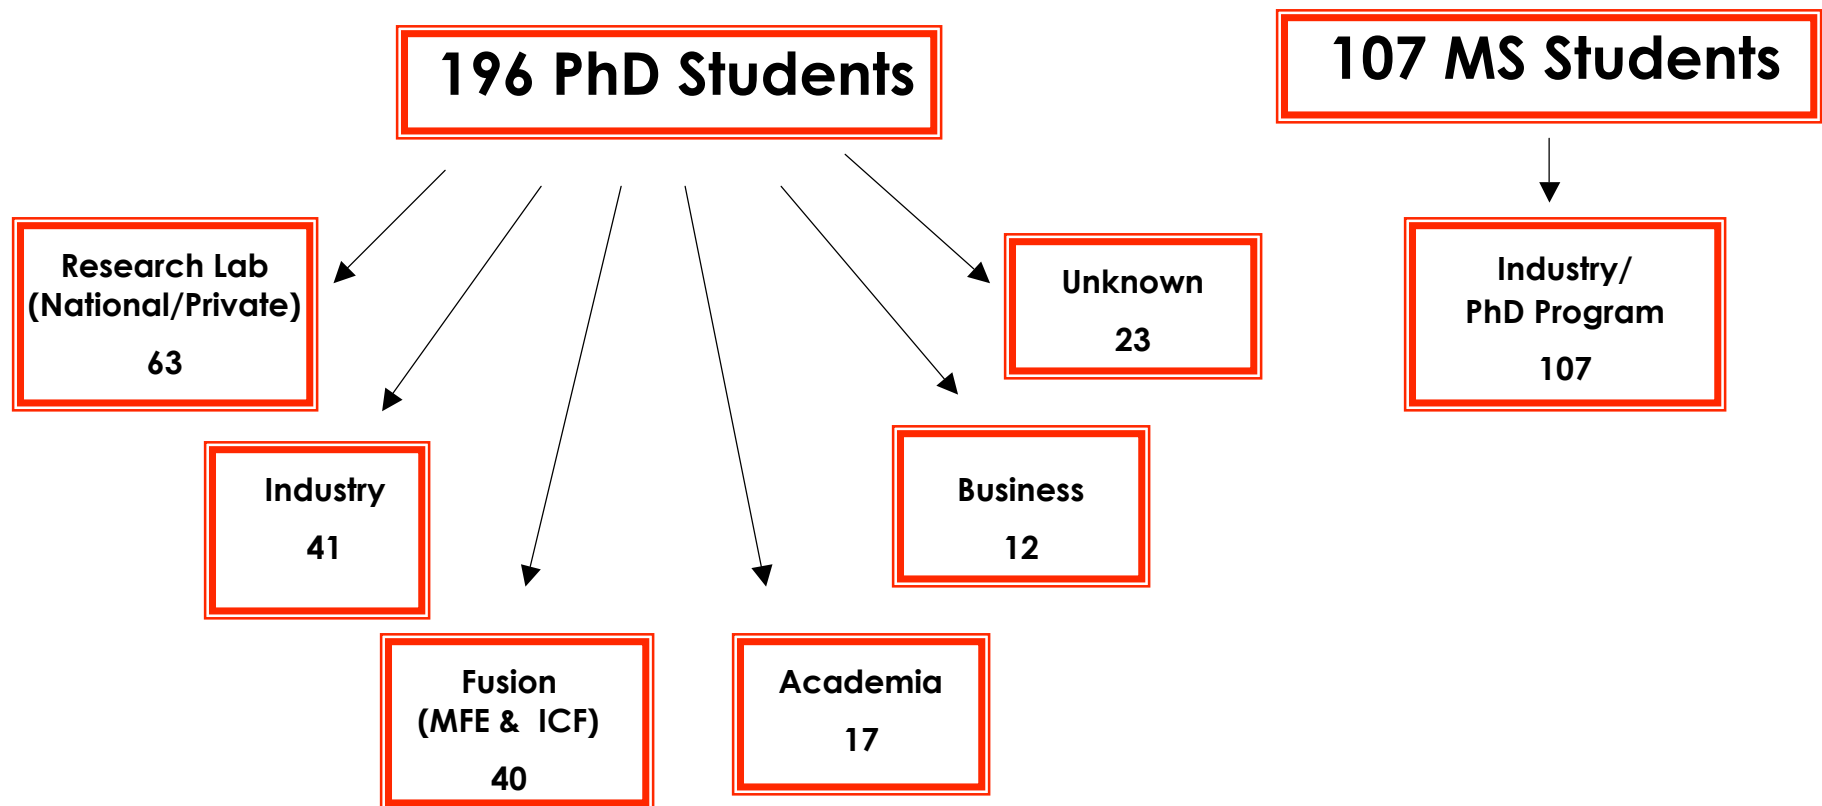 196 PhD Students
107 MS Students
Research Lab
(National/Private)
63
Industry
41
Fusion
(MFE &  ICF)
40
Academia
17
Business
12
Unknown
23
Industry/
PhD Program
107